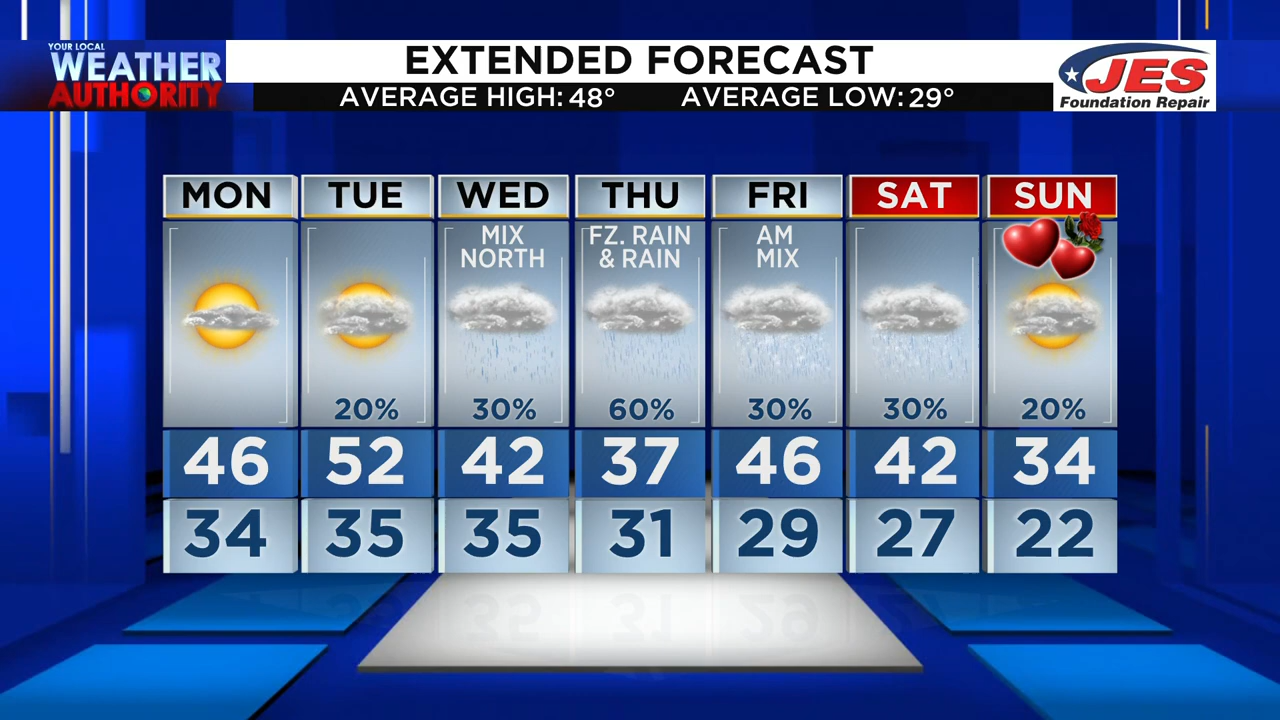 YOUR LOCAL
WEATHER
AUTHORITY
EXTENDED FORECAST
AVERAGE HIGH: 48° AVERAGE LOW: 29°
JES
Foundation Repair
MON TUE WED THU FRI SAT SUN
MIX FZ. RAIN AM
NORTH & RAIN MIX
20% 30% 60% 30% 30% 20%
46 52 42 37 46 42 34
34 35 35 31 29 27 22